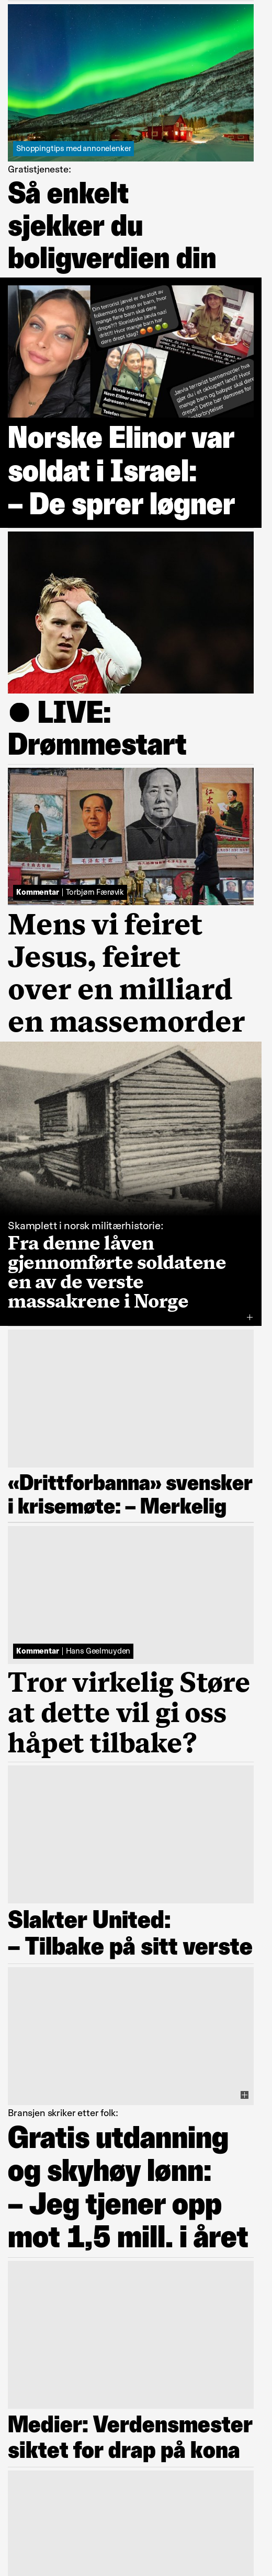 Shoppingtips med annonelenker
Gratistjeneste:
Så enkelt
sjekker du
boligverdien din
Norsk terrorist
Norske Elinor var
soldat i Israel:
– De sprer løgner
● LIVE:
Drømmestart
Kommentar | Torbjørn Færøvik
Mens vi feiret
Jesus, feiret
over en milliard
en massemorder
Skamplett i norsk militærhistorie:
Fra denne låven
gjennomførte soldatene
en av de verste
massakrene i Norge
«Drittforbanna» svensker
i krisemøte: – Merkelig
Kommentar | Hans Geelmuyden
Tror virkelig Støre
at dette vil gi oss
håpet tilbake?
Slakter United:
– Tilbake på sitt verste
Bransjen skriker etter folk:
Gratis utdanning
og skyhøy lønn:
– Jeg tjener opp
mot 1,5 mill. i året
Medier: Verdensmester
siktet for drap på kona